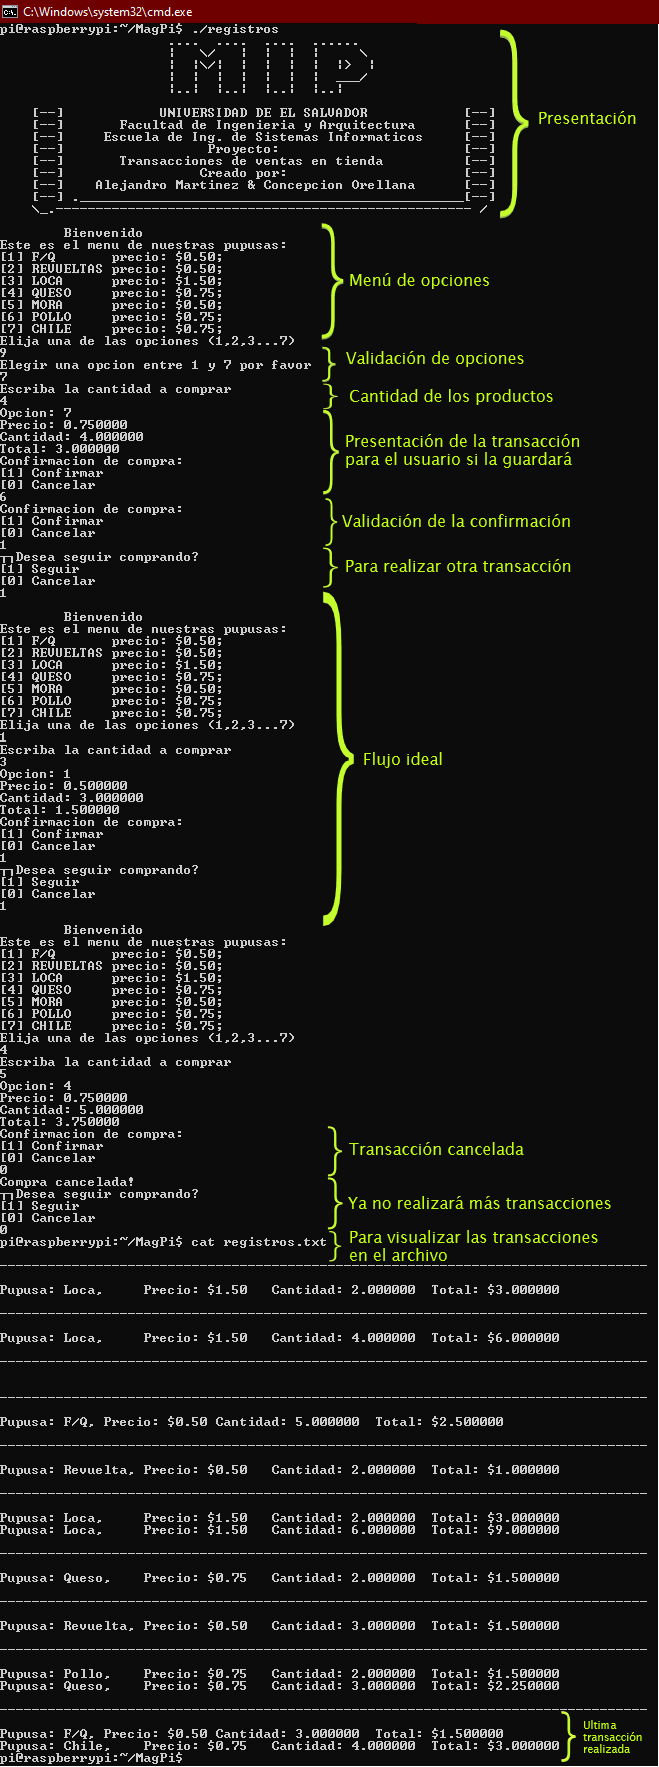 C:\Windows\system32\cmd.exe
pi@raspberrypi:~/MagPi$ ./registros
MIP
[--] UNIVERSIDAD DE EL SALVADOR [--]
[--] Facultad de Ingenieria y Arquitectura [--]
[--] Escuela de Ing. de Sistemas Informaticos [--]
[--] Proyecto: [--]
[--] Transacciones de ventas en tienda [--]
[--] Creado por: [--]
[--] Alejandro Martinez & Concepcion Orellana [--]
Presentación
Bienvenido
Este es el menu de nuestras pupusas:
[1] F/Q precio: $0.50;
[2] REVUELTAS precio: $0.50;
[3] LOCA precio: $1.50;
[4] QUESO precio: $0.75;
[5] MORA precio: $0.50;
[6] POLLO precio: $0.75;
[7] CHILE precio: $0.75;
Elija una de las opciones (1,2,3...7)
Menú de opciones
9
Elegir una opcion entre 1 y 7 por favor
7
Validación de opciones
Escriba la cantidad a comprar
4
Cantidad de los productos
Opcion: 7
Precio: 0.750000
Cantidad: 4.000000
Total: 3.000000
Confirmacion de compra:
[1] Confirmar
[0] Cancelar
Presentación de la transacción
para el usuario si la guardará
6
Confirmacion de compra:
[1] Confirmar
[0] Cancelar
1
Validación de la confirmación
┬┐Desea seguir comprando?
[1] Seguir
[0] Cancelar
1
Para realizar otra transacción
Bienvenido
Este es el menu de nuestras pupusas:
[1] F/Q precio: $0.50;
[2] REVUELTAS precio: $0.50;
[3] LOCA precio: $1.50;
[4] QUESO precio: $0.75;
[5] MORA precio: $0.50;
[6] POLLO precio: $0.75;
[7] CHILE precio: $0.75;
Elija una de las opciones (1,2,3...7)
1
Escriba la cantidad a comprar
3
Opcion: 1
Precio: 0.500000
Cantidad: 3.000000
Total: 1.500000
Confirmacion de compra:
[1] Confirmar
[0] Cancelar
1
┬┐Desea seguir comprando?
[1] Seguir
[0] Cancelar
1
Flujo ideal
Bienvenido
Este es el menu de nuestras pupusas:
[1] F/Q precio: $0.50;
[2] REVUELTAS precio: $0.50;
[3] LOCA precio: $1.50;
[4] QUESO precio: $0.75;
[5] MORA precio: $0.50;
[6] POLLO precio: $0.75;
[7] CHILE precio: $0.75;
Elija una de las opciones (1,2,3...7)
4
Escriba la cantidad a comprar
5
Opcion: 4
Precio: 0.750000
Cantidad: 5.000000
Total: 3.750000
Confirmacion de compra:
[1] Confirmar
[0] Cancelar
0
Transacción cancelada
Compra cancelada!
┬┐Desea seguir comprando?
[1] Seguir
[0] Cancelar
0
Ya no realizará más transacciones
pi@raspberrypi:~/MagPi$ cat registros.txt
Para visualizar las transacciones
en el archivo
Pupusa: Loca, Precio: $1.50 Cantidad: 2.000000 Total: $3.000000
Pupusa: Loca, Precio: $1.50 Cantidad: 4.000000 Total: $6.000000
Pupusa: F/Q, Precio: $0.50 Cantidad: 5.000000 Total: $2.500000
Pupusa: Revuelta, Precio: $0.50 Cantidad: 2.000000 Total: $1.000000
Pupusa: Loca, Precio: $1.50 Cantidad: 2.000000 Total: $3.000000
Pupusa: Loca, Precio: $1.50 Cantidad: 6.000000 Total: $9.000000
Pupusa: Queso, Precio: $0.75 Cantidad: 2.000000 Total: $1.500000
Pupusa: Revuelta, Precio: $0.50 Cantidad: 3.000000 Total: $1.500000
Pupusa: Pollo, Precio: $0.75 Cantidad: 2.000000 Total: $1.500000
Pupusa: Queso, Precio: $0.75 Cantidad: 3.000000 Total: $2.250000
Pupusa: F/Q, Precio: $0.50 Cantidad: 3.000000 Total: $1.500000
Pupusa: Chile, Precio: $0.75 Cantidad: 4.000000 Total: $3.000000
pi@raspberrypi:~/MagPi$
Ultima
transacción
realizada